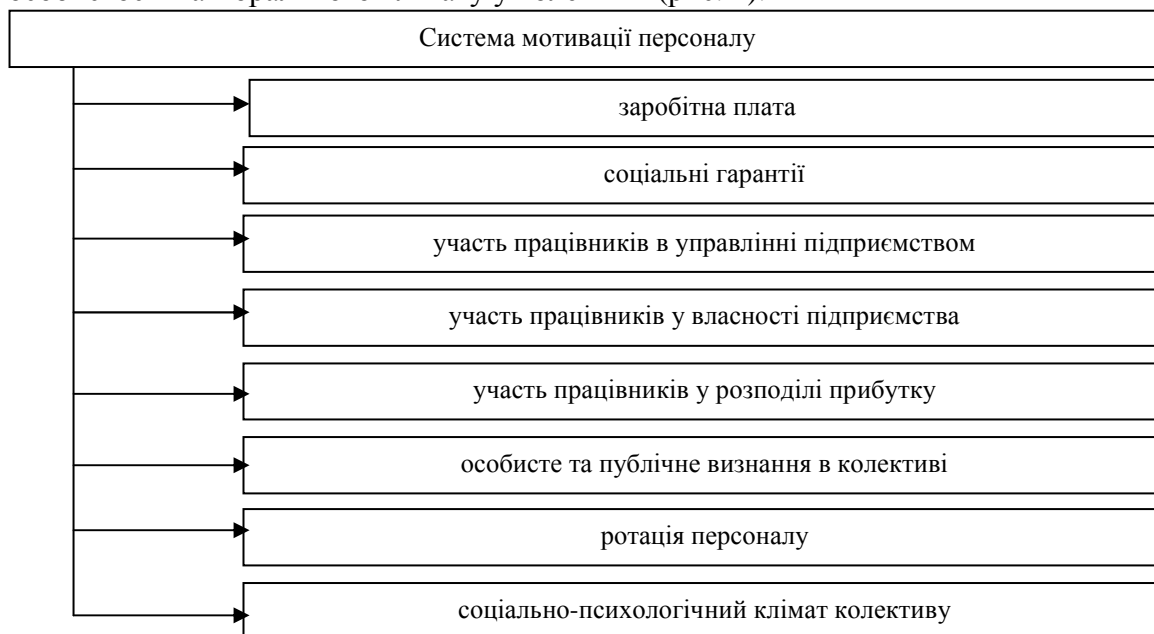 Система мотивації персоналу
заробітна плата
соціальні гарантії
участь працівників в управлінні підприємством
участь працівників у власності підприємства
участь працівників у розподілі прибутку
особисте та публічне визнання в колективі
ротація персоналу
соціально-психологічний клімат колективу